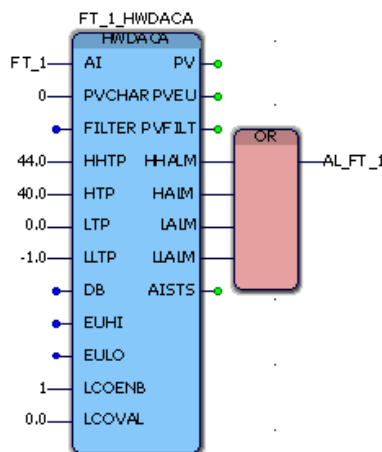 FT_1_HWDACA
HWDACA
FT_1 AI PV
0 PVCHAR PVEU
FILTER PVFILT
OR
44.0 HHTP HHALM AL_FT_1
40.0 HTP HALM
0.0 LTP LALM
-1.0 LLTP LLALM
DB AISTS
EUHI
EULO
1 LCOENB
0.0 LCOVAL